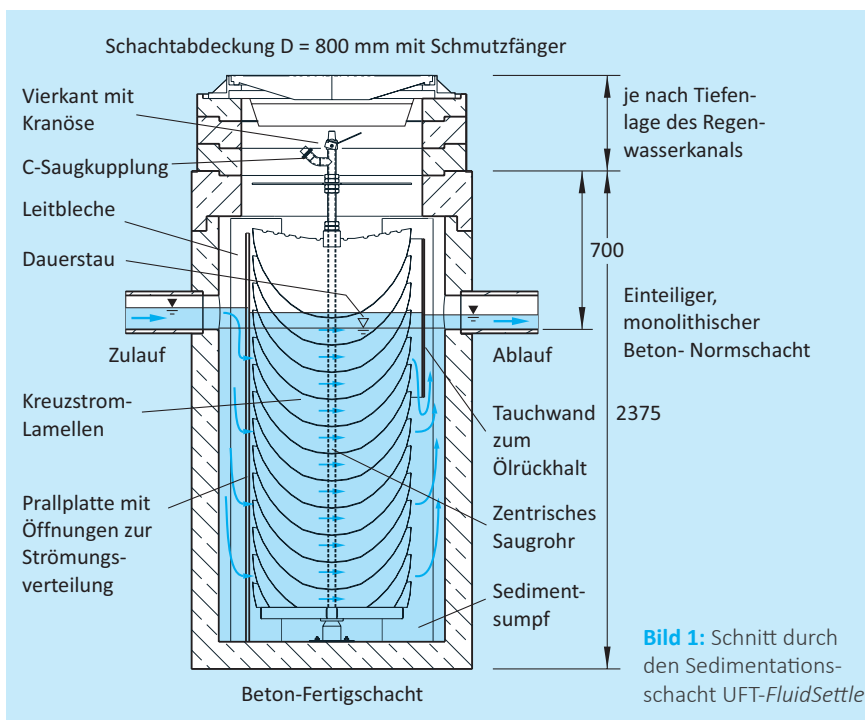 Schachtabdeckung D = 800 mm mit Schmutzfänger
Vierkant mit
Kranöse
C-Saugkupplung
Leitbleche
Dauerstau
Zulauf
Kreuzstrom-
Lamellen
Prallplatte mit
Öffnungen zur
Strömungs-
verteilung
Beton-Fertigschacht
je nach Tiefen-
lage des Regen-
wasserkanals
700
Einteiliger,
monolithischer
Beton- Normschacht
Ablauf
Tauchwand
zum
Ölrückhalt
2375
Zentrisches
Saugrohr
Sediment-
sumpf
Bild 1: Schnitt durch
den Sedimentations-
schacht UFT-FluidSettle